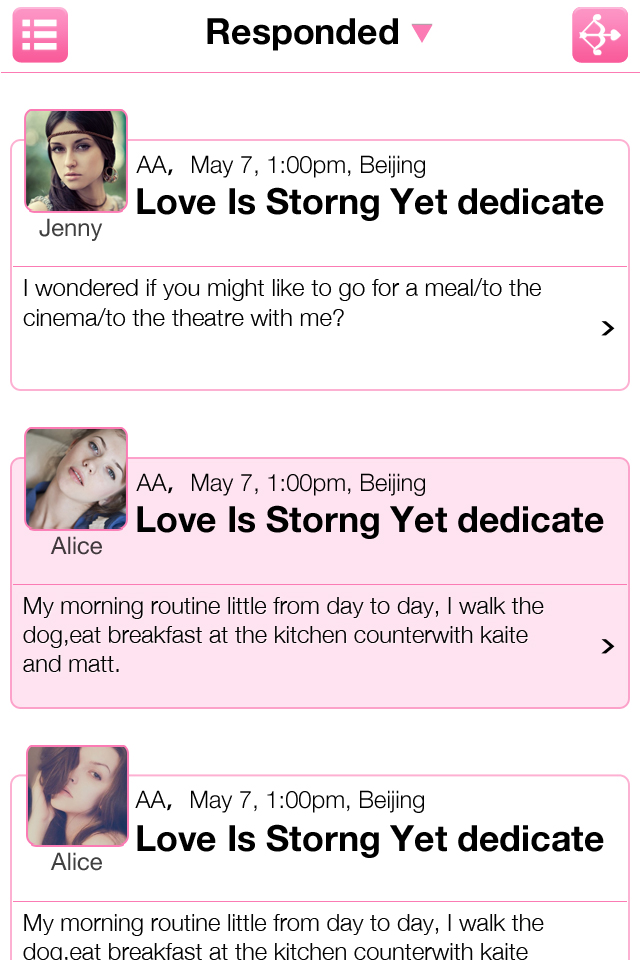 Responded
AA, May 7, 1:00pm, Beijing
Love Is Storng Yet dedicate
Jenny
I wondered if you might like to go for a meal/to the
cinema/to the theatre with me?
AA, May 7, 1:00pm, Beijing
Love Is Storng Yet dedicate
Alice
My morning routine little from day to day, I walk the
dog,eat breakfast at the kitchen counterwith kaite
and matt.
AA, May 7, 1:00pm, Beijing
Love Is Storng Yet dedicate
Alice
My morning routine little from day to day, I walk the
dog,eat breakfast at the kitchen counterwith kaite